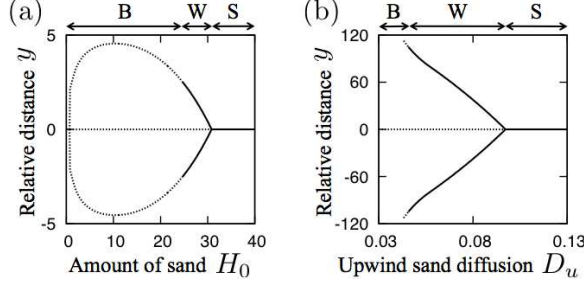 (a) B W S
Relative distance y
5
0
-5
0 10 20 30 40
Amount of sand H₀
(b) B W S
Relative distance y
120
60
0
-60
-120
0.03 0.08 0.13
Upwind sand diffusion Dᵤ